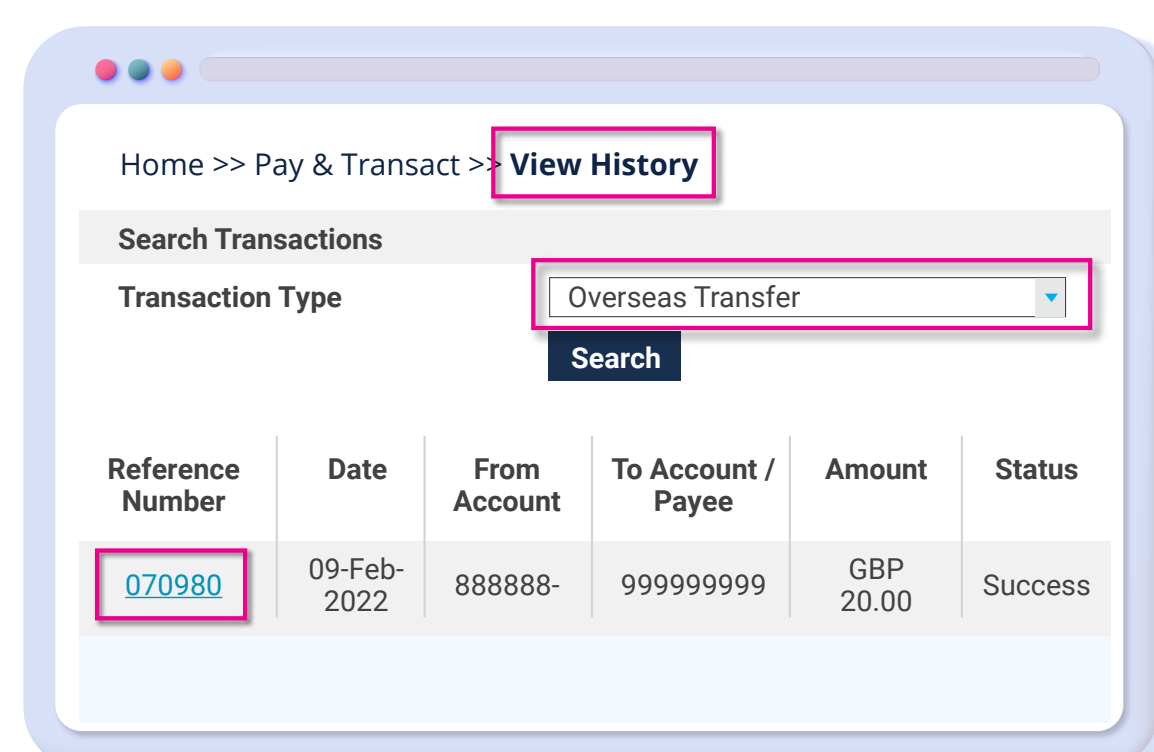 Home >> Pay & Transact >> View History
Search Transactions
Transaction Type
Overseas Transfer
Search
Reference Number
Date
From Account
To Account / Payee
Amount
Status
070980
09-Feb-2022
888888-
999999999
GBP 20.00
Success